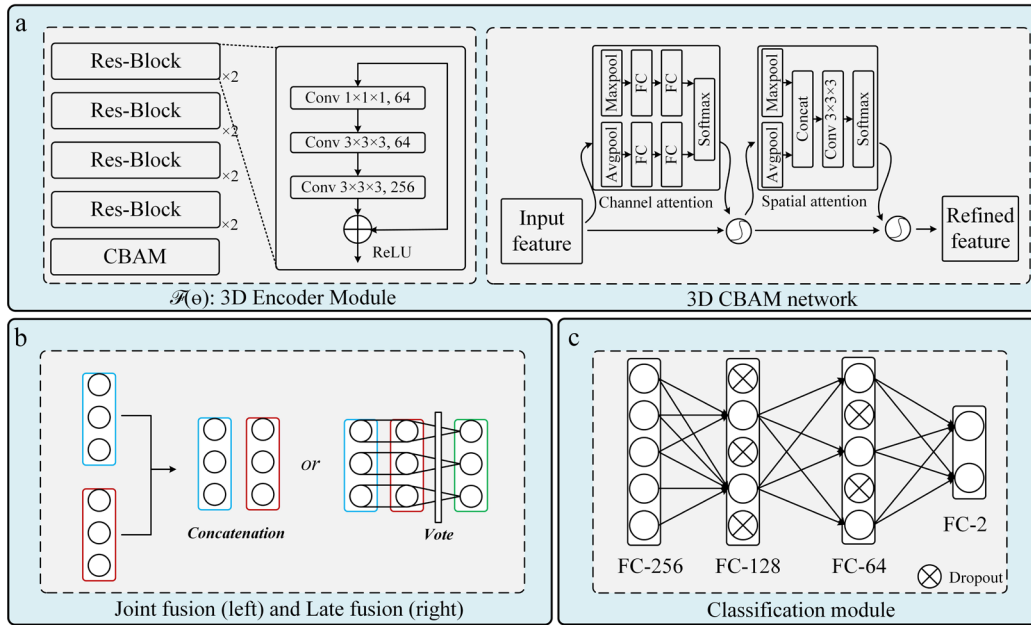 a
Res-Block
×2
Res-Block
×2
Res-Block
×2
Res-Block
×2
CBAM
Conv 1×1×1, 64
Conv 3×3×3, 64
Conv 3×3×3, 256
ReLU
ℱ(ɵ): 3D Encoder Module
Maxpool
FC
FC
Avgpool
FC
FC
Softmax
Channel attention
Maxpool
Avgpool
Concat
Conv 3×3×3
Softmax
Spatial attention
Input
feature
Refined
feature
3D CBAM network
b
Concatenation
or
Vote
Joint fusion (left) and Late fusion (right)
c
FC-256
FC-128
FC-64
FC-2
Dropout
Classification module